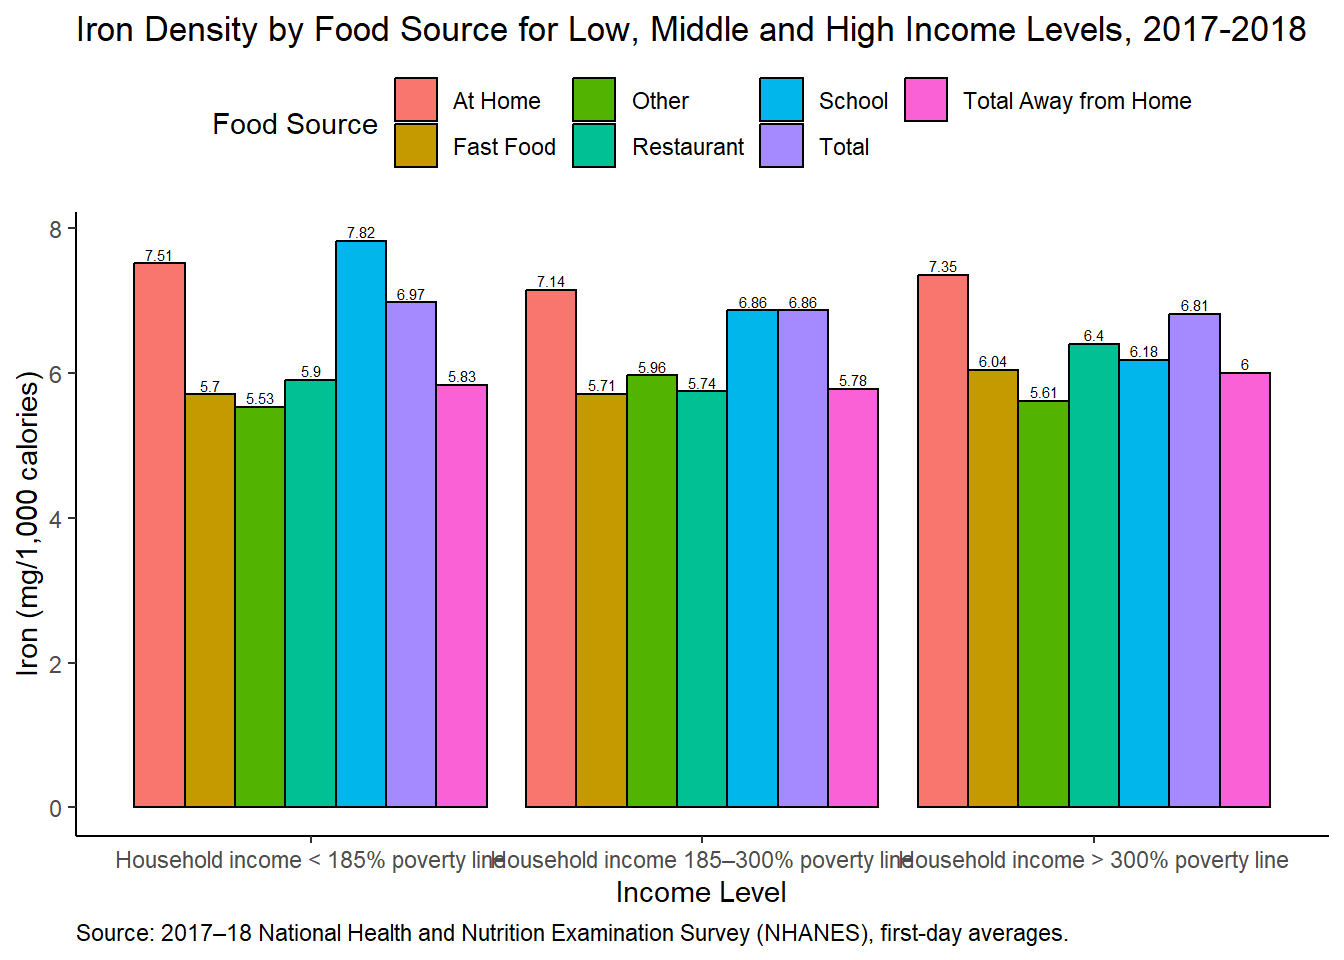 Iron Density by Food Source for Low, Middle and High Income Levels, 2017-2018
Food Source
At Home Other School Total Away from Home
Fast Food Restaurant Total
Iron (mg/1,000 calories)
8
6
4
2
0
7.51 5.7 5.53 5.9 7.82 6.97 5.83
7.14 5.71 5.96 5.74 6.86 6.86 5.78
7.35 6.04 5.61 6.4 6.18 6.81 6
Household income < 185% poverty line Household income 185–300% poverty line Household income > 300% poverty line
Income Level
Source: 2017–18 National Health and Nutrition Examination Survey (NHANES), first-day averages.